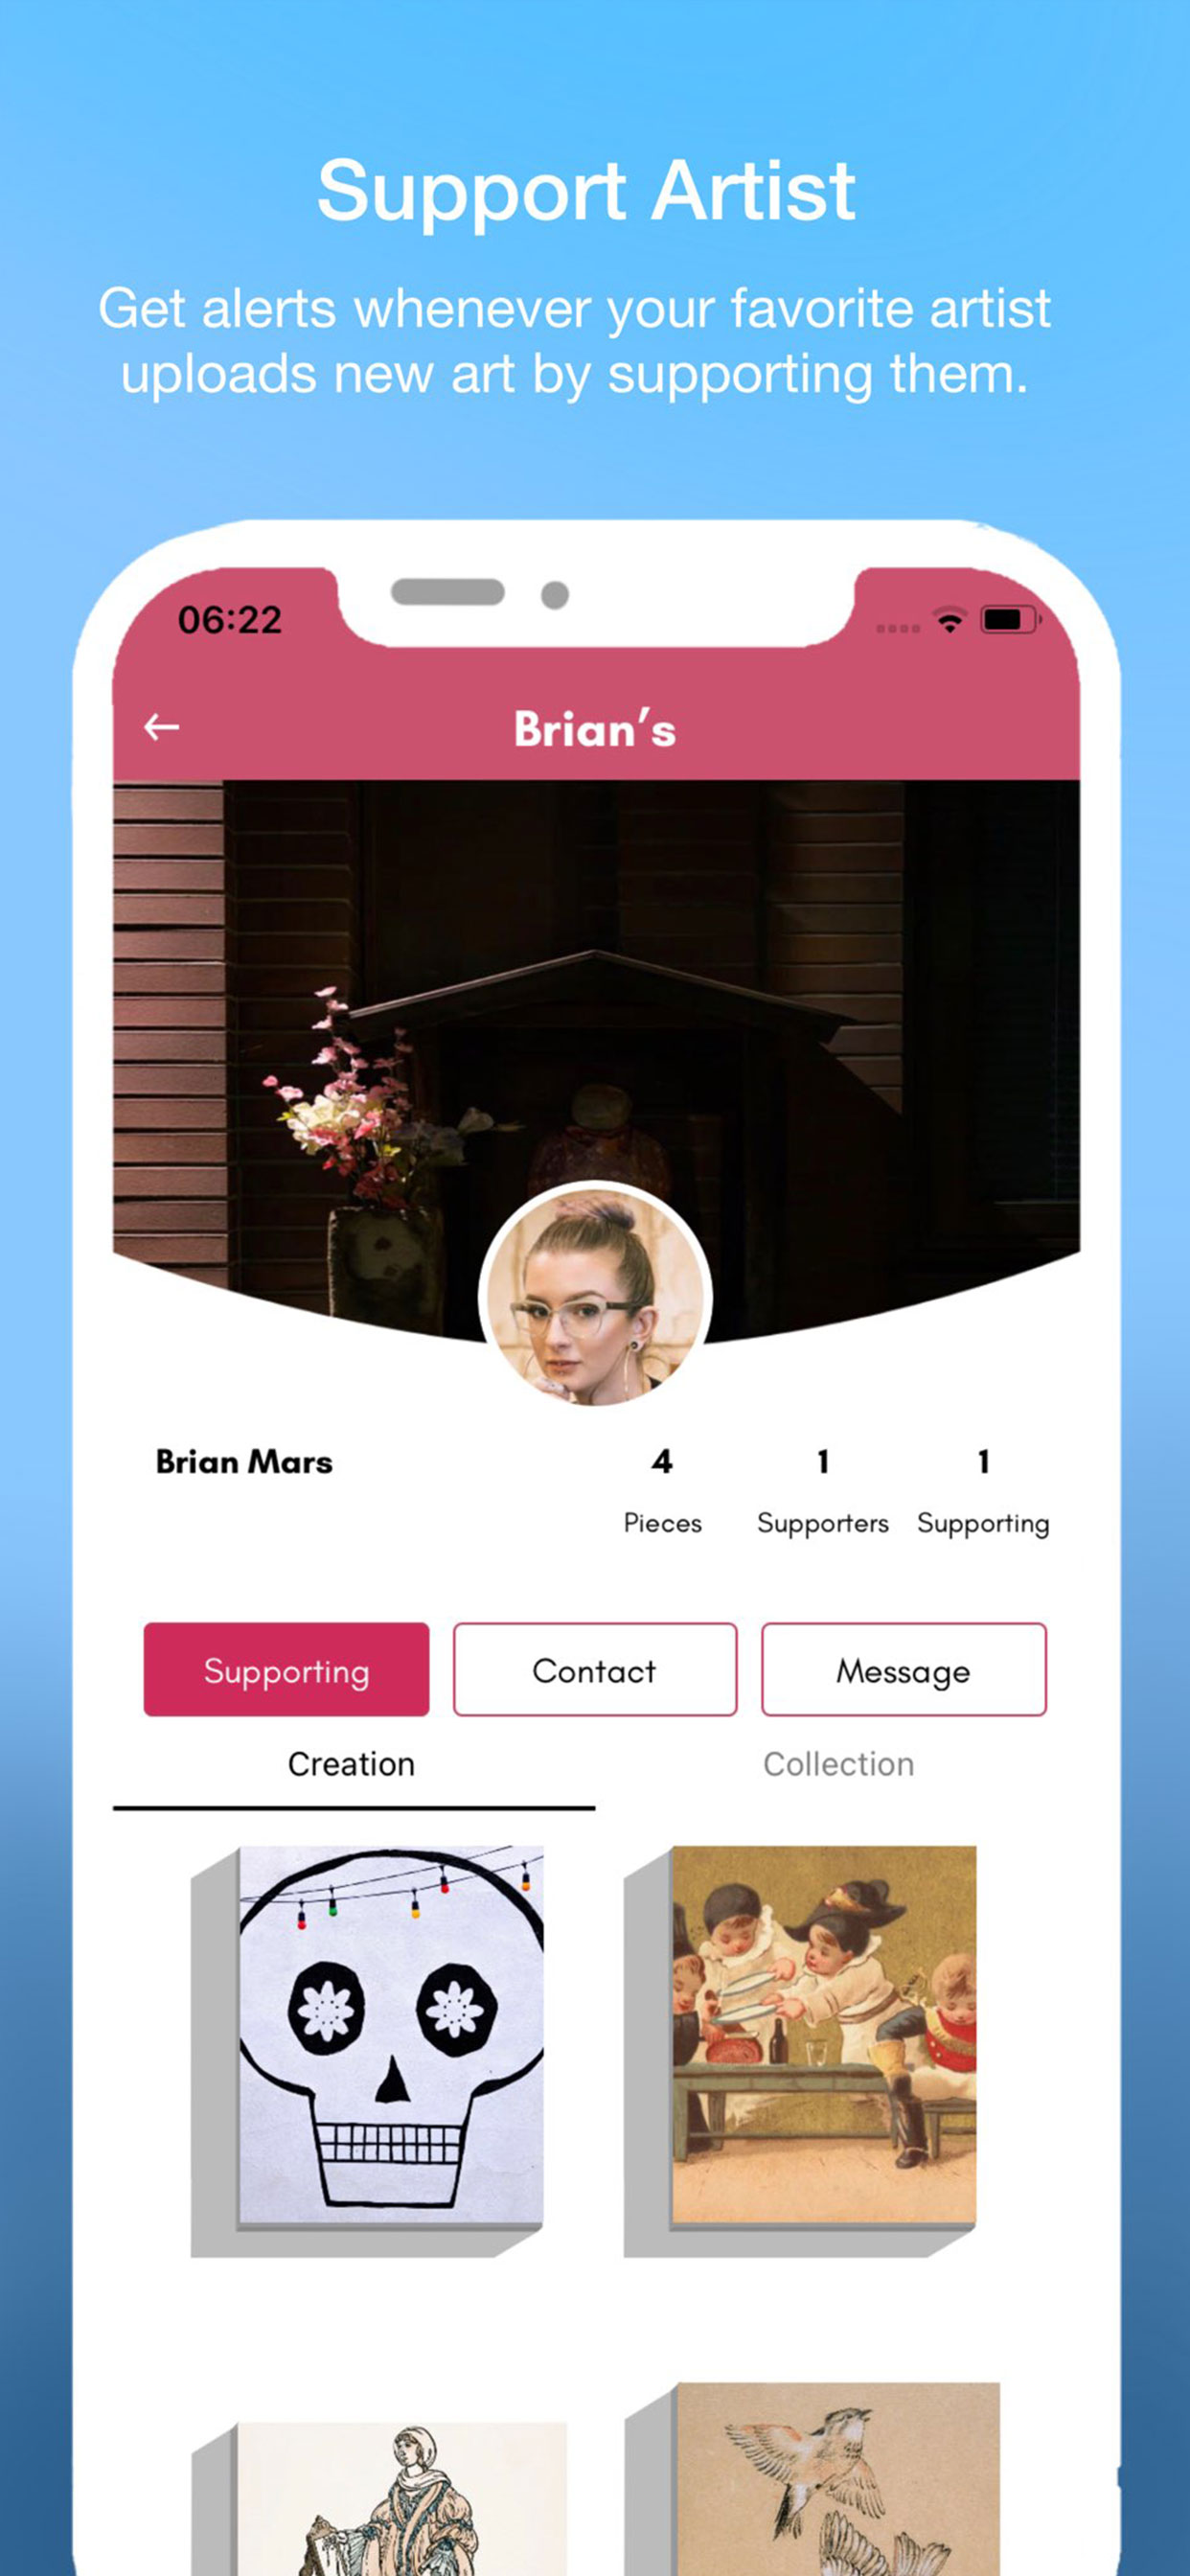 Support Artist
Get alerts whenever your favorite artist
uploads new art by supporting them.
06:22
Brian’s
Brian Mars
4
1
1
Pieces
Supporters
Supporting
Supporting
Contact
Message
Creation
Collection